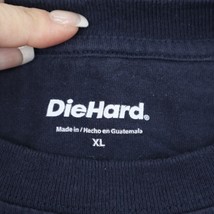 DieHard®
Made in / Hecho en Guatemala
XL